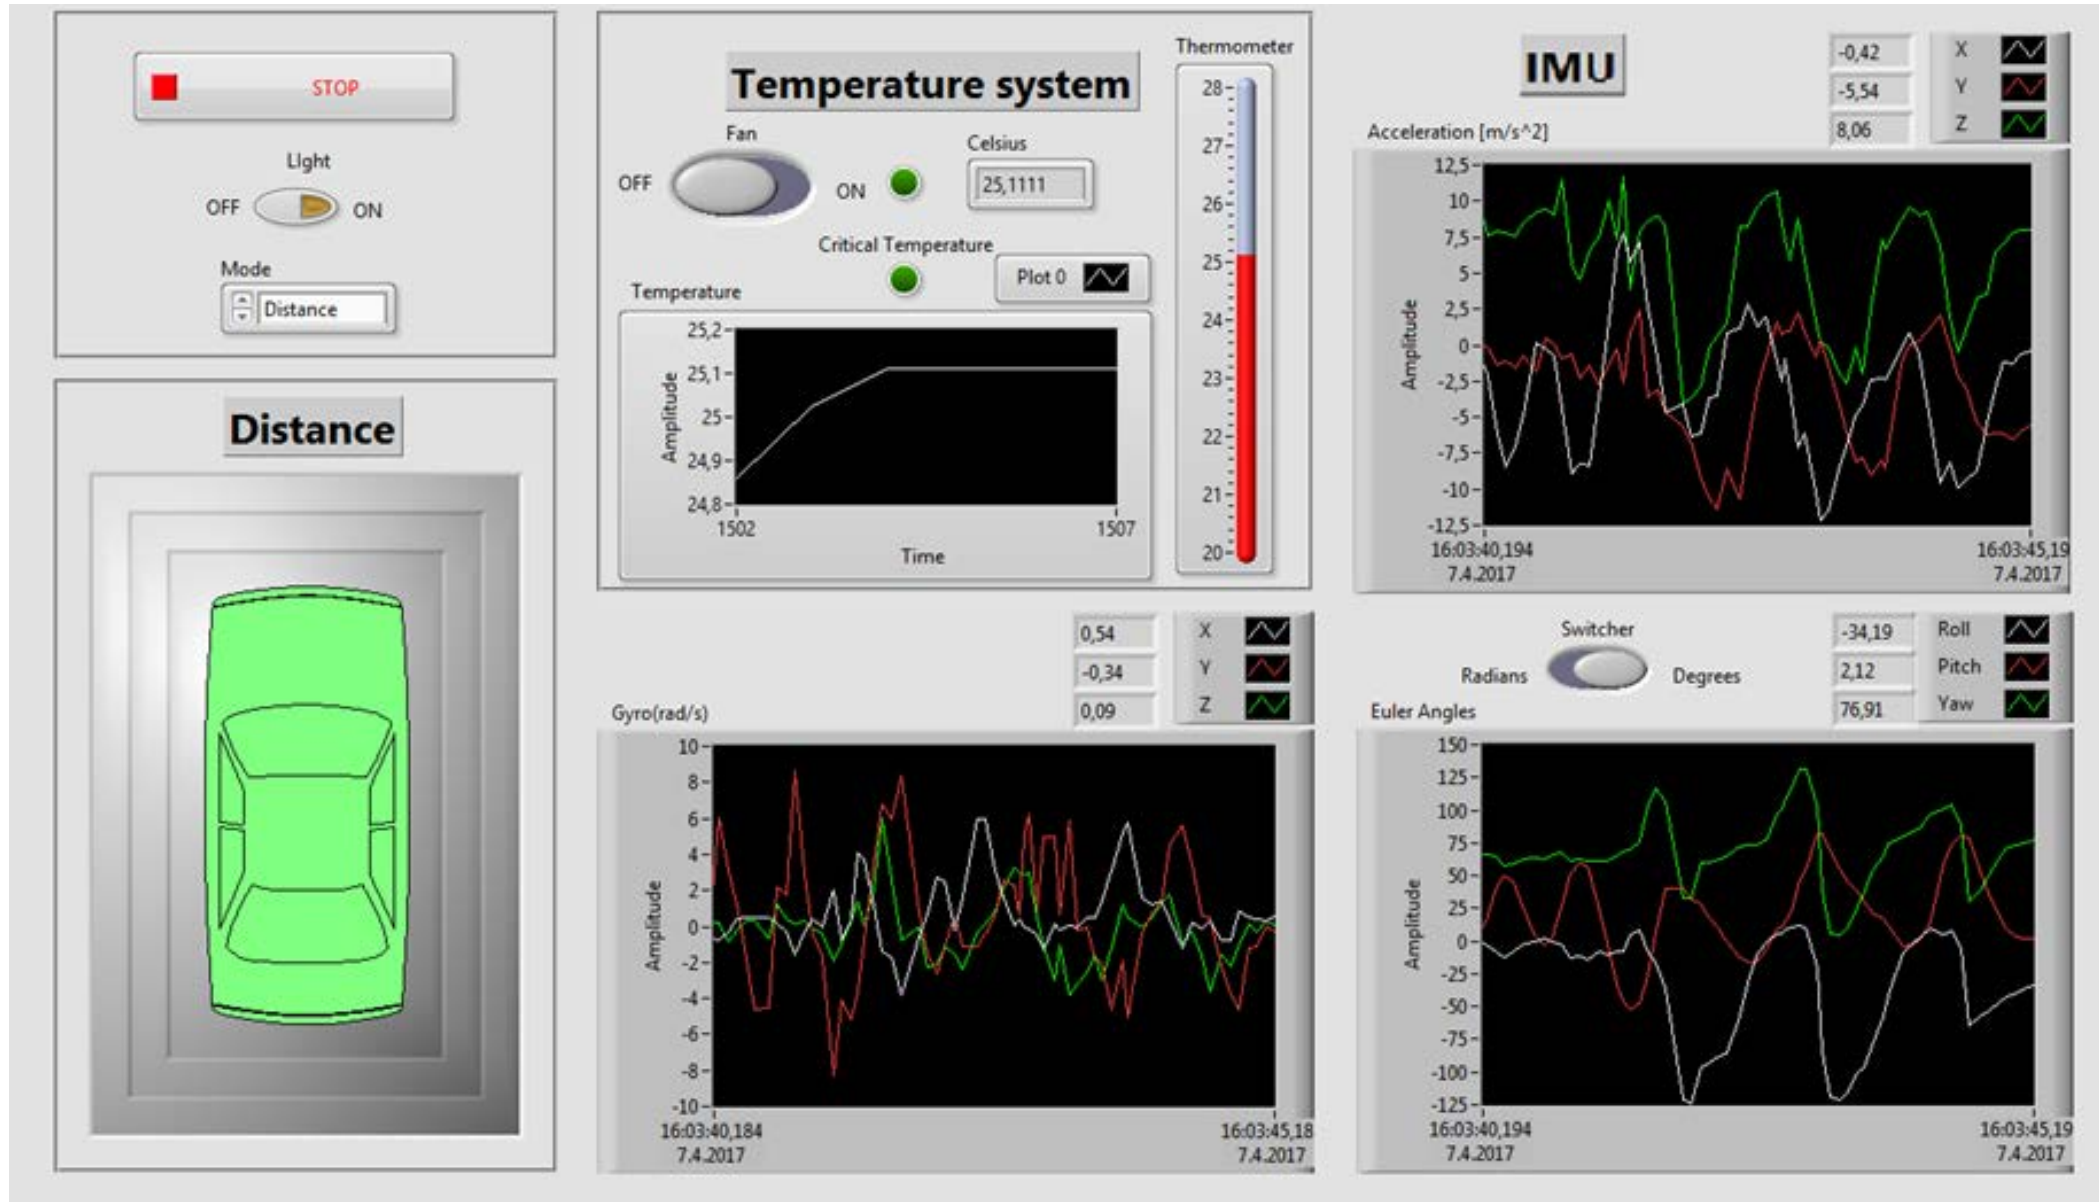 STOP
LIght
OFF ON
Mode
Distance
Distance
Temperature system
Fan
OFF ON
Celsius
25,1111
Critical Temperature
Plot 0
Temperature
Amplitude
25,2
25,1
25
24,9
24,8
1502 1507
Time
Thermometer
28
27
26
25
24
23
22
21
20
IMU
-0,42 X
-5,54 Y
8,06 Z
Acceleration [m/s^2]
Amplitude
12,5
10
7,5
5
2,5
0
-2,5
-5
-7,5
-10
-12,5
16:03:40,194 16:03:45,19
7.4.2017 7.4.2017
0,54 X
-0,34 Y
0,09 Z
Gyro(rad/s)
Amplitude
10
8
6
4
2
0
-2
-4
-6
-8
-10
16:03:40,184 16:03:45,18
7.4.2017 7.4.2017
Switcher
Radians Degrees
-34,19 Roll
2,12 Pitch
76,91 Yaw
Euler Angles
Amplitude
150
125
100
75
50
25
0
-25
-50
-75
-100
-125
16:03:40,194 16:03:45,19
7.4.2017 7.4.2017